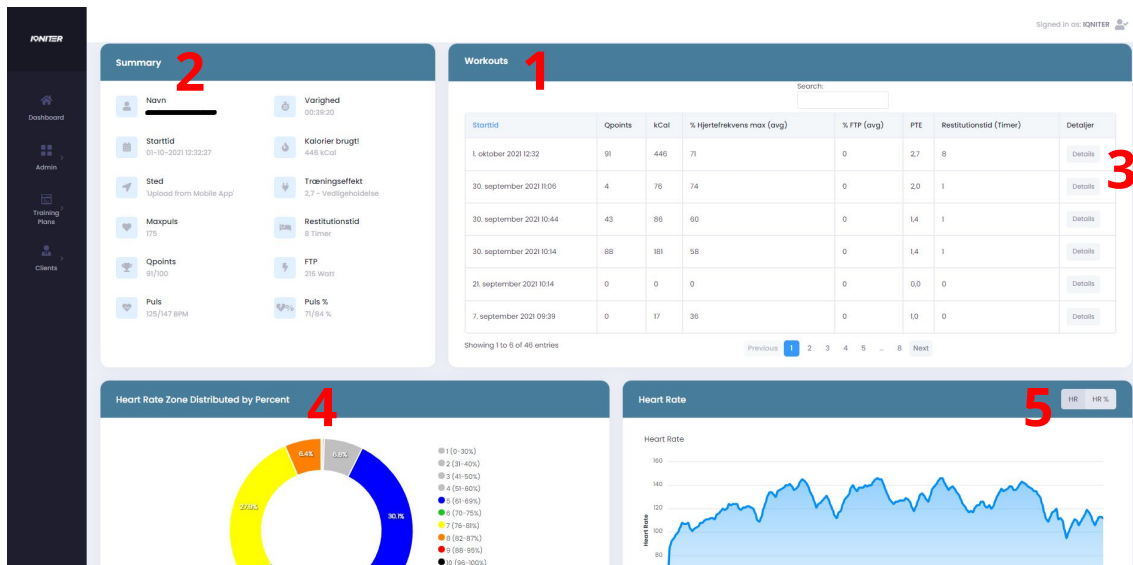 IQNITER
Signed in as: IQNITER
Dashboard
Admin
Training
Plans
Clients
Summary
2
Navn
Varighed
00:39:20
Starttid
01-10-2021 12:32:27
Kalorier brugt!
446 kCal
Sted
'Upload from Mobile App'
Træningseffekt
2,7 - Vedligeholdelse
Maxpuls
175
Restitutionstid
8 Timer
Qpoints
91/100
FTP
216 Watt
Puls
125/147 BPM
Puls %
71/84 %
Workouts
1
Search:
Starttid Qpoints kCal % Hjertefrekvens max (avg) % FTP (avg) PTE Restitutionstid (Timer) Detaljer
1. oktober 2021 12:32 91 446 71 0 2,7 8 Details
3
30. september 2021 11:06 4 76 74 0 2,0 1 Details
30. september 2021 10:44 43 86 60 0 1,4 1 Details
30. september 2021 10:14 88 181 58 0 1,4 1 Details
21. september 2021 10:14 0 0 0 0 0,0 0 Details
7. september 2021 09:39 0 17 36 0 1,0 0 Details
Showing 1 to 6 of 46 entries
Previous 1 2 3 4 5 … 8 Next
Heart Rate Zone Distributed by Percent
4
6.4% 6.6%
27.9%
30.1%
1 (0-30%)
2 (31-40%)
3 (41-50%)
4 (51-60%)
5 (61-69%)
6 (70-75%)
7 (76-81%)
8 (82-87%)
9 (88-95%)
10 (96-100%)
Heart Rate
5
HR HR %
Heart Rate
Heart Rate
160
140
120
100
80